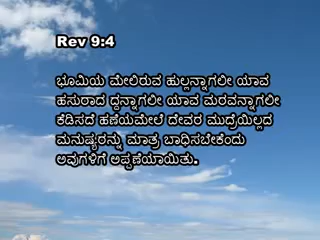 Rev 9:4
ಭೂಮಿಯ ಮೇಲಿರುವ ಹುಲ್ಲನ್ನಾಗಲೀ ಯಾವ
ಹಸುರಾದ ದ್ದನ್ನಾಗಲೀ ಯಾವ ಮರವನ್ನಾಗಲೀ
ಕೆಡಿಸದೆ ಹಣೆಯಮೇಲೆ ದೇವರ ಮುದ್ರೆಯಿಲ್ಲದ
ಮನುಷ್ಯರನ್ನು ಮಾತ್ರ ಬಾಧಿಸಬೇಕೆಂದು
ಅವುಗಳಿಗೆ ಅಪ್ಪಣೆಯಾಯಿತು.